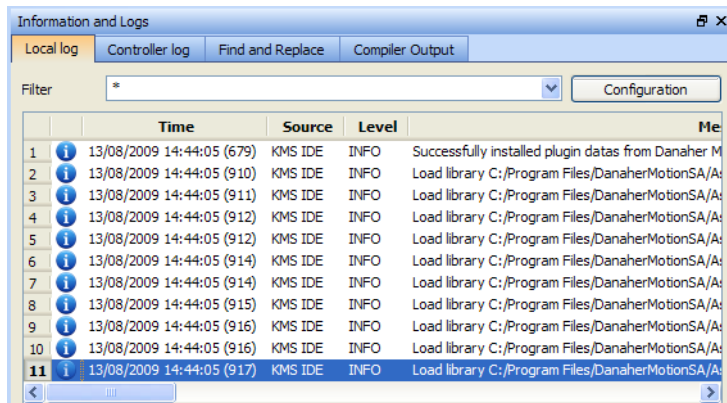 Information and Logs
Local log Controller log Find and Replace Compiler Output
Filter * Configuration
Time Source Level
1 13/08/2009 14:44:05 (679) KMS IDE INFO Successfully installed plugin datas from Danaher
2 13/08/2009 14:44:05 (910) KMS IDE INFO Load library C:/Program Files/DanaherMotionSA/
3 13/08/2009 14:44:05 (911) KMS IDE INFO Load library C:/Program Files/DanaherMotionSA/
4 13/08/2009 14:44:05 (912) KMS IDE INFO Load library C:/Program Files/DanaherMotionSA/
5 13/08/2009 14:44:05 (912) KMS IDE INFO Load library C:/Program Files/DanaherMotionSA/
6 13/08/2009 14:44:05 (914) KMS IDE INFO Load library C:/Program Files/DanaherMotionSA/
7 13/08/2009 14:44:05 (914) KMS IDE INFO Load library C:/Program Files/DanaherMotionSA/
8 13/08/2009 14:44:05 (915) KMS IDE INFO Load library C:/Program Files/DanaherMotionSA/
9 13/08/2009 14:44:05 (916) KMS IDE INFO Load library C:/Program Files/DanaherMotionSA/
10 13/08/2009 14:44:05 (916) KMS IDE INFO Load library C:/Program Files/DanaherMotionSA/
11 13/08/2009 14:44:05 (917) KMS IDE INFO Load library C:/Program Files/DanaherMotionSA/